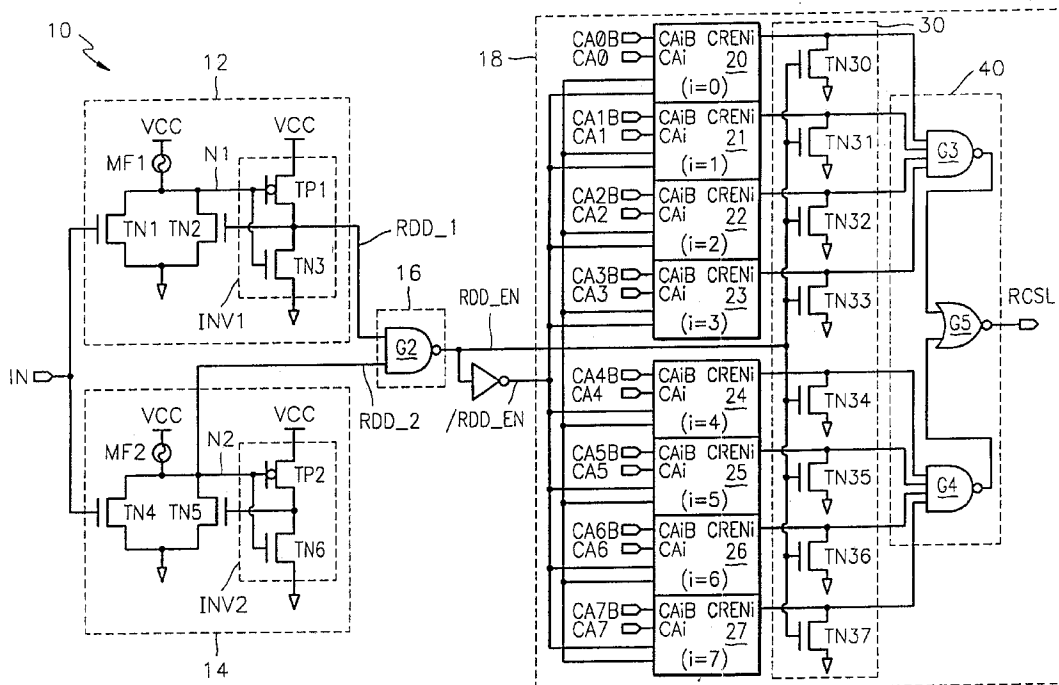 10
12
VCC
MF1
N1
TP1
TN1
TN2
TN3
INV1
RDD_1
16
G2
RDD_EN
/RDD_EN
RDD_2
IN
VCC
VCC
MF2
N2
TP2
TN4
TN5
TN6
INV2
14
VCC
18
CA0B
CA0
CAiB CRENi
CAi
20
(i=0)
CA1B
CA1
CAiB CRENi
CAi
21
(i=1)
CA2B
CA2
CAiB CRENi
CAi
22
(i=2)
CA3B
CA3
CAiB CRENi
CAi
23
(i=3)
CA4B
CA4
CAiB CRENi
CAi
24
(i=4)
CA5B
CA5
CAiB CRENi
CAi
25
(i=5)
CA6B
CA6
CAiB CRENi
CAi
26
(i=6)
CA7B
CA7
CAiB CRENi
CAi
27
(i=7)
30
TN30
TN31
TN32
TN33
TN34
TN35
TN36
TN37
40
G3
G5
G4
RCSL